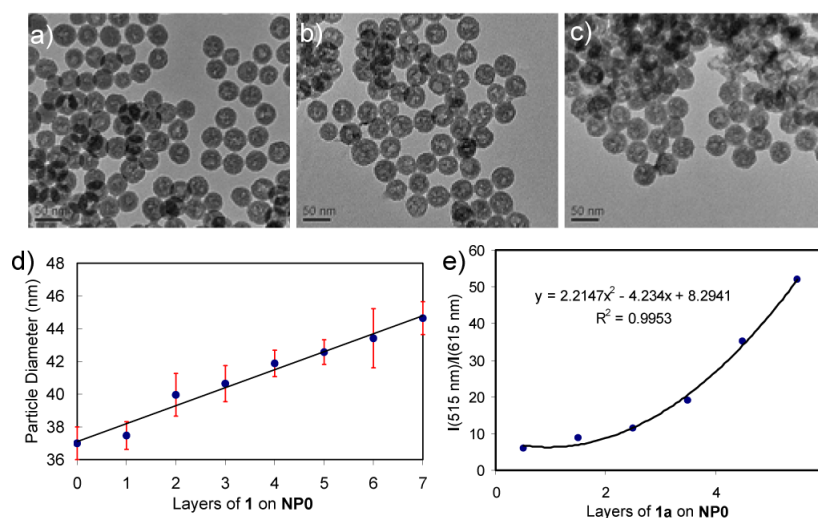 a)
b)
c)
50 nm
50 nm
50 nm
d)
48
46
44
42
40
38
36
Particle Diameter (nm)
0 1 2 3 4 5 6 7
Layers of 1 on NP0
e)
60
50
40
30
20
10
0
I(515 nm)/I(615 nm)
y = 2.2147x² - 4.234x + 8.2941
R² = 0.9953
0 2 4
Layers of 1a on NP0